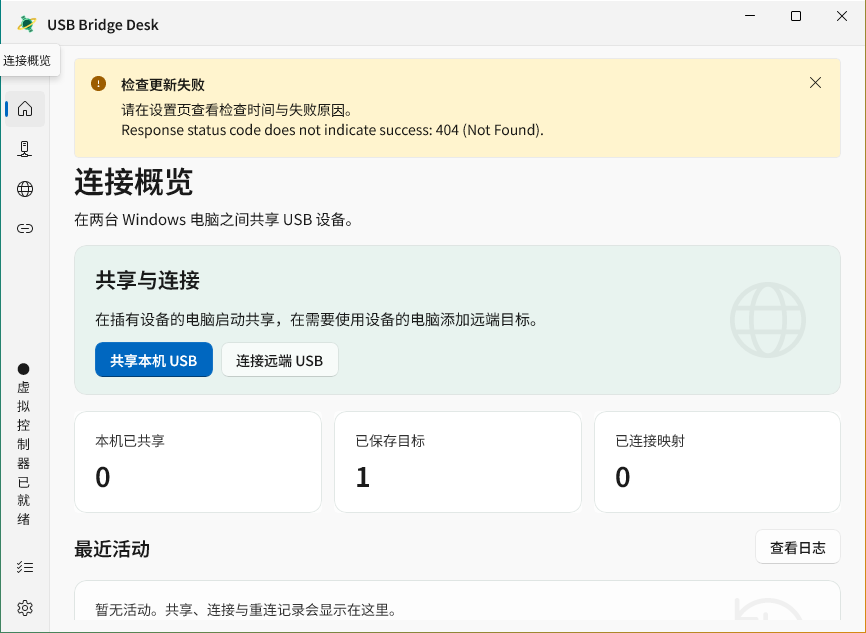 USB Bridge Desk
连接概览
检查更新失败
请在设置页查看检查时间与失败原因。
Response status code does not indicate success: 404 (Not Found).
连接概览
在两台 Windows 电脑之间共享 USB 设备。
共享与连接
在插有设备的电脑启动共享，在需要使用设备的电脑添加远端目标。
共享本机 USB
连接远端 USB
虚
拟
控
制
器
已
就
绪
本机已共享
0
已保存目标
1
已连接映射
0
最近活动
查看日志
暂无活动。共享、连接与重连记录会显示在这里。